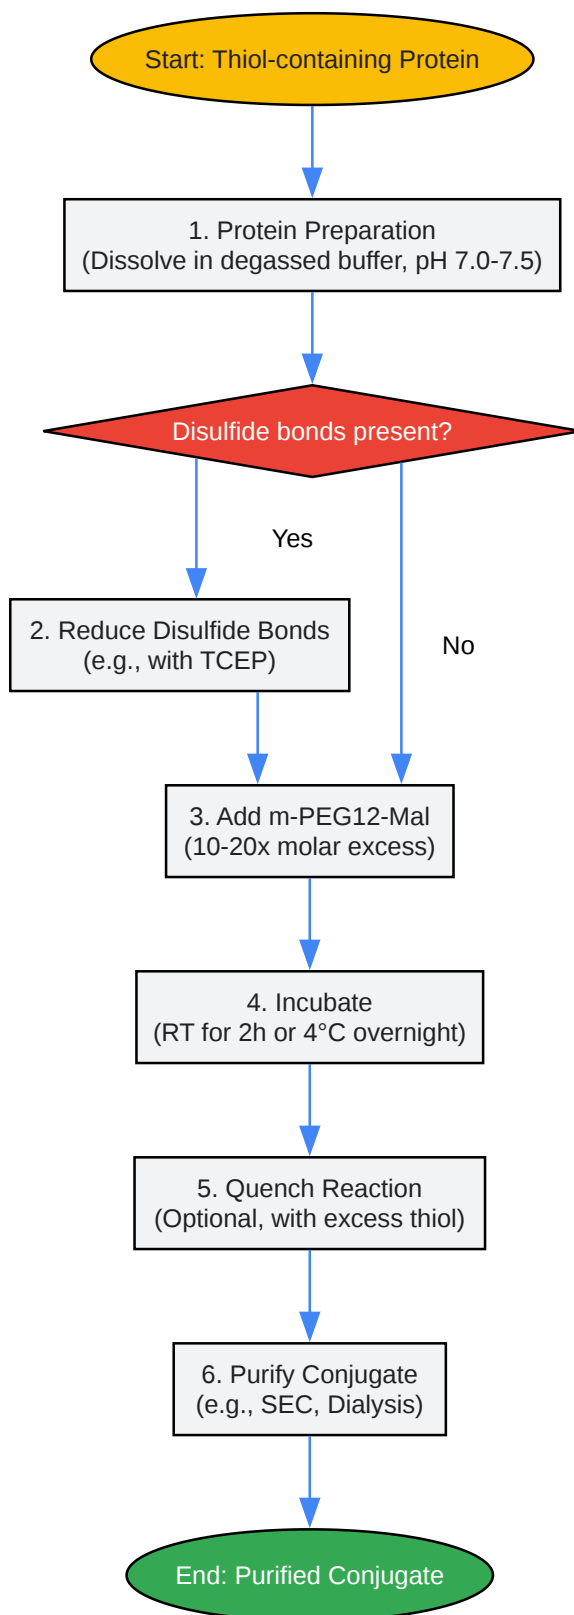 Start: Thiol-containing Protein
1. Protein Preparation
(Dissolve in degassed buffer, pH 7.0-7.5)
Disulfide bonds present?
Yes
2. Reduce Disulfide Bonds
(e.g., with TCEP)
No
3. Add m-PEG12-Mal
(10-20x molar excess)
4. Incubate
(RT for 2h or 4°C overnight)
5. Quench Reaction
(Optional, with excess thiol)
6. Purify Conjugate
(e.g., SEC, Dialysis)
End: Purified Conjugate